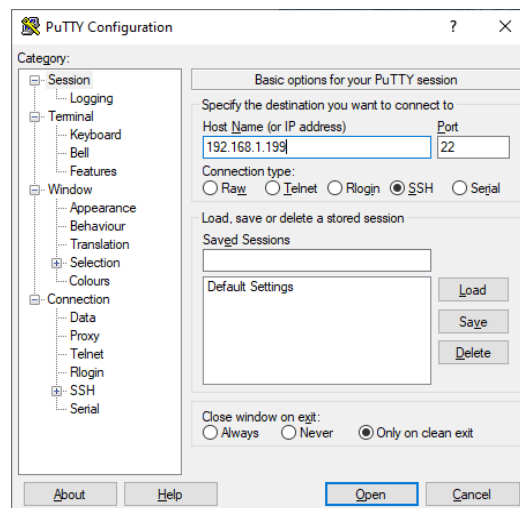 PuTTY Configuration ? ×
Category:
Session
Logging
Terminal
Keyboard
Bell
Features
Window
Appearance
Behaviour
Translation
Selection
Colours
Connection
Data
Proxy
Telnet
Rlogin
SSH
Serial
Basic options for your PuTTY session
Specify the destination you want to connect to
Host Name (or IP address) Port
192.168.1.199 22
Connection type:
Raw Telnet Rlogin SSH Serial
Load, save or delete a stored session
Saved Sessions
Default Settings
Load
Save
Delete
Close window on exit:
Always Never Only on clean exit
About Help Open Cancel